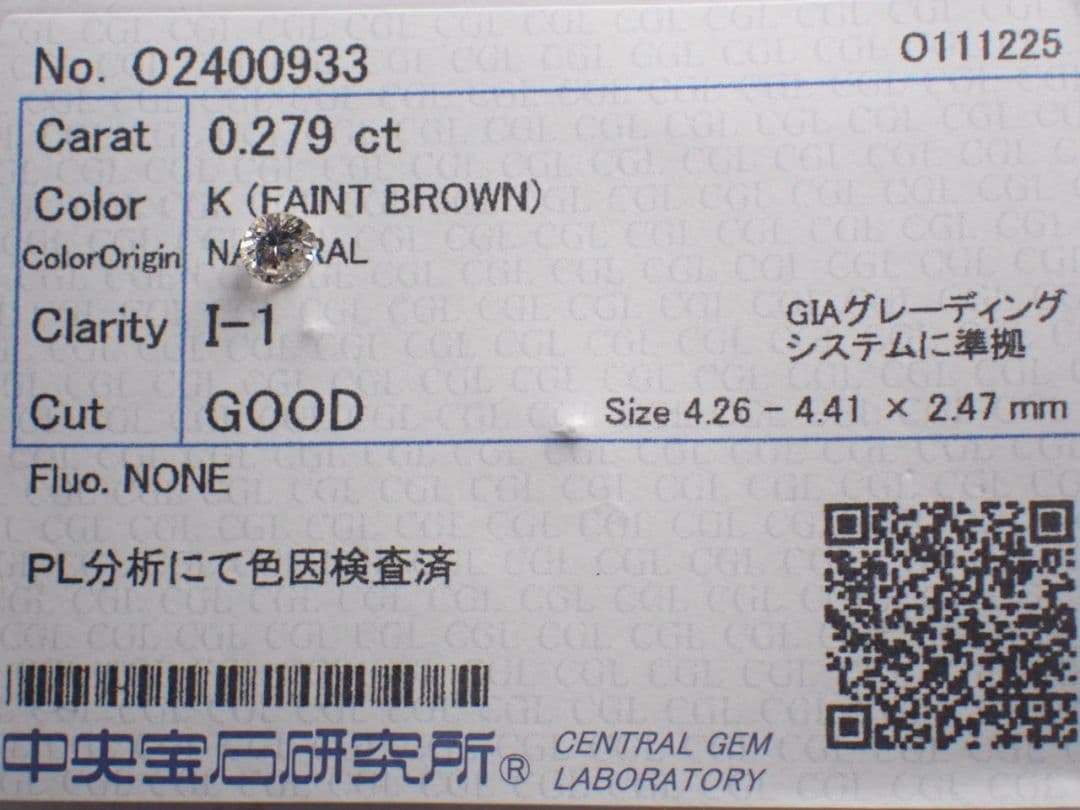 No. O2400933
O111225
Carat 0.279 ct
Color K (FAINT BROWN)
ColorOrigin
Clarity I-1
GIAグレーディング
システムに準拠
Cut GOOD
Size 4.26 - 4.41 × 2.47 mm
Fluo. NONE
PL分析にて色因検査済
中央宝石研究所®
CENTRAL GEM
LABORATORY